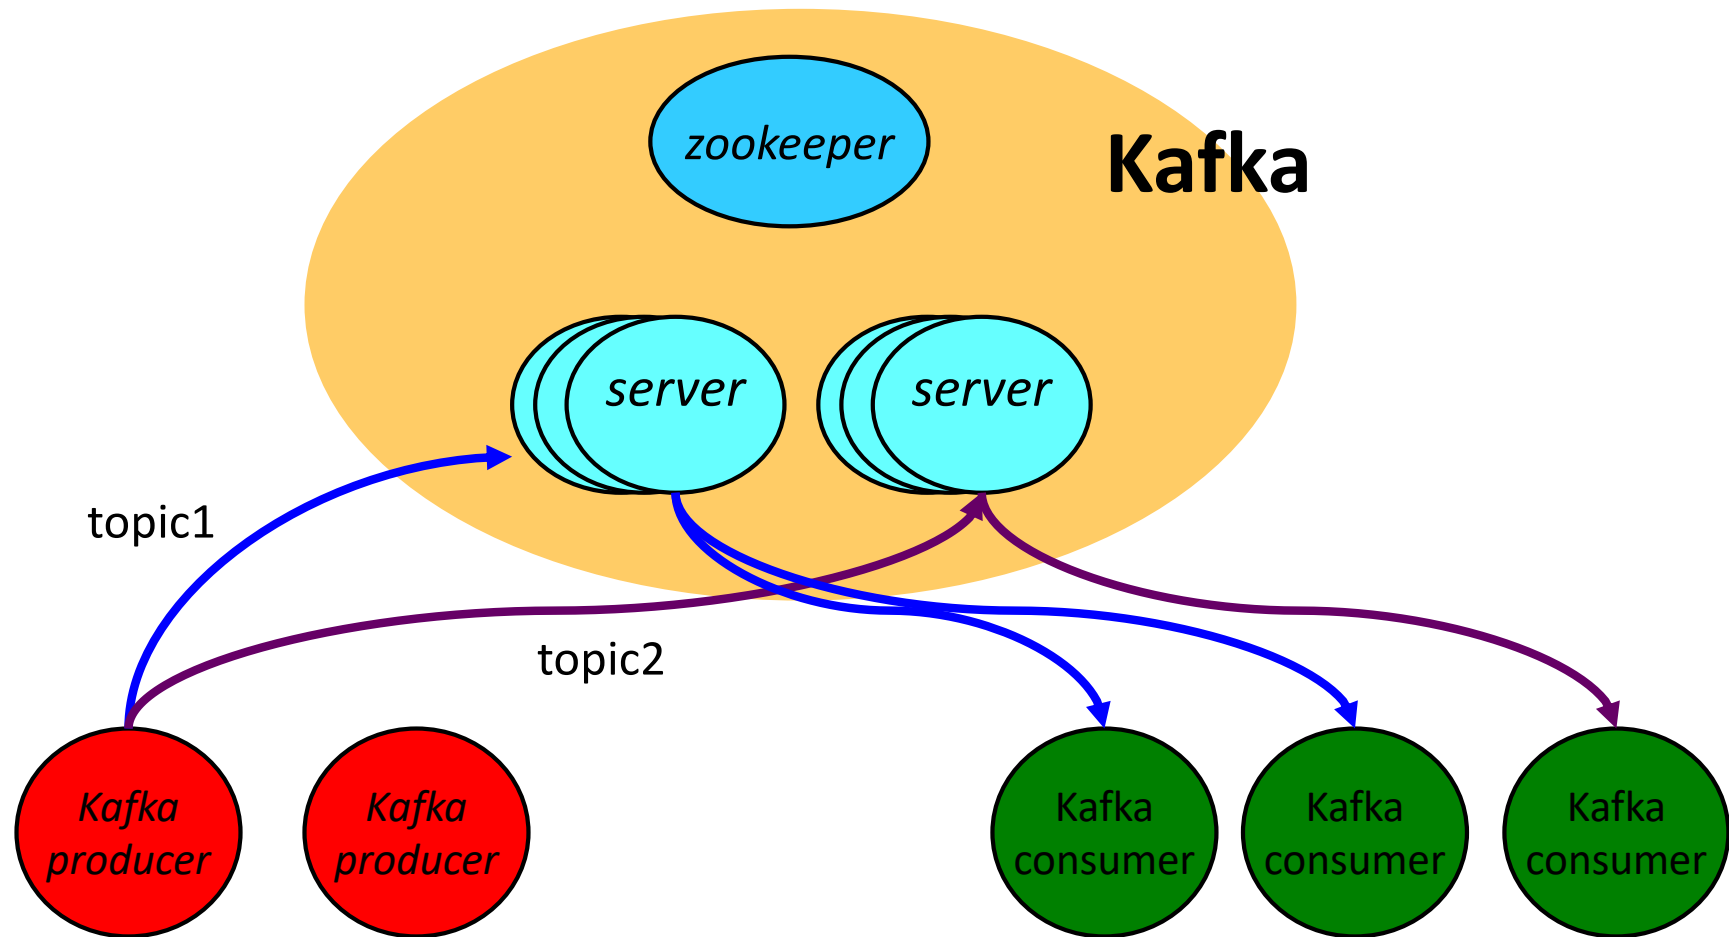 zookeeper
Kafka
server
server
topic1
topic2
Kafka
producer
Kafka
producer
Kafka
consumer
Kafka
consumer
Kafka
consumer